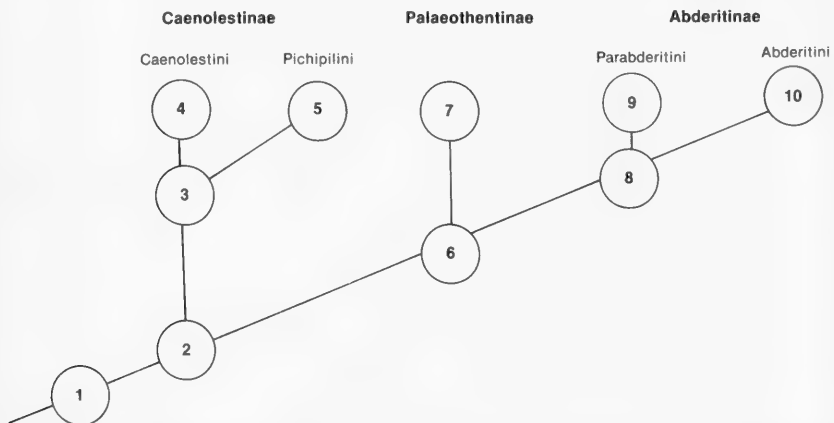 Caenolestinae Palaeothentinae Abderitinae
Caenolestini Pichipilini Parabderitini Abderitini
4 5 7 9 10
3 8
6
2
1